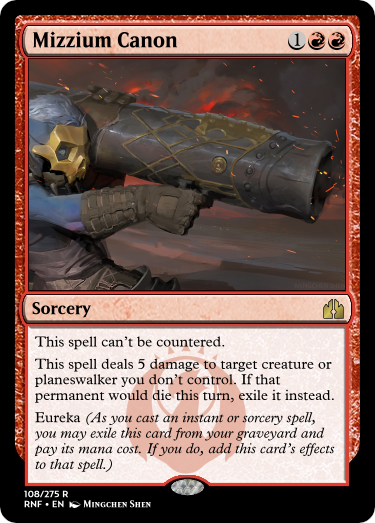 Mizzium Canon
1
Sorcery
This spell can't be countered.
This spell deals 5 damage to target creature or
planeswalker you don't control. If that
permanent would die this turn, exile it instead.
Eureka (As you cast an instant or sorcery spell,
you may exile this card from your graveyard and
pay its mana cost. If you do, add this card's effects
to that spell.)
108/275 R
RNF • EN Mingchen Shen